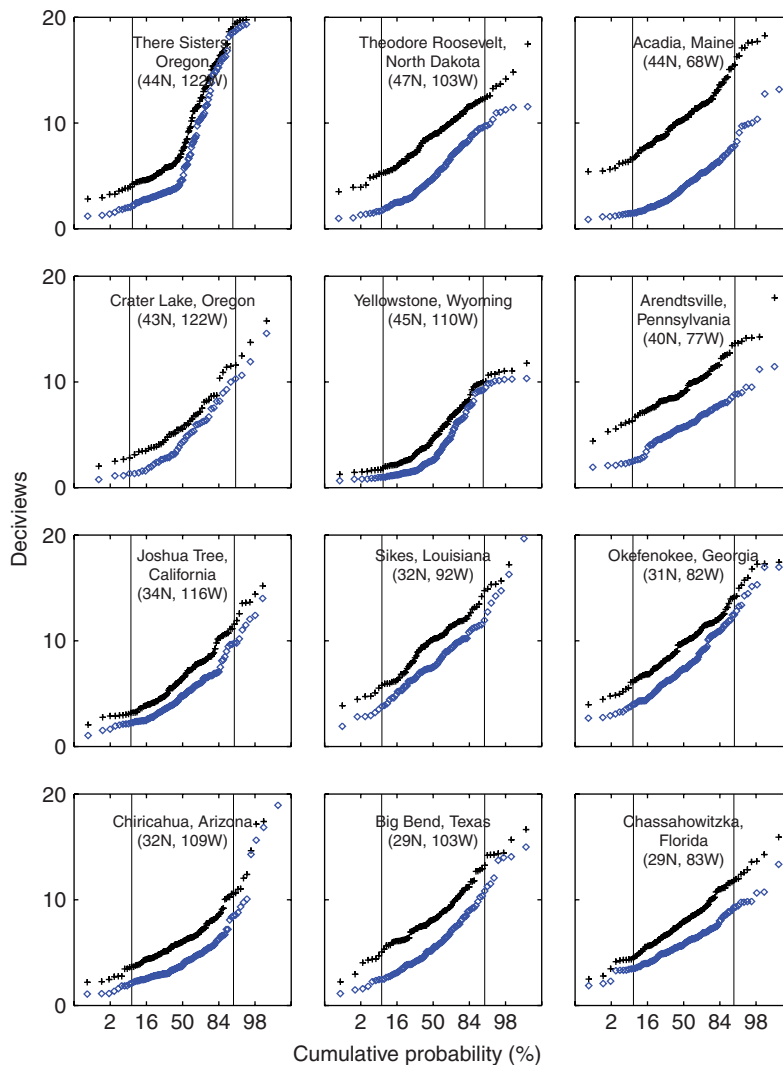 20
10
0
There Sisters,
Oregon
(44N, 122W)
Theodore Roosevelt,
North Dakota
(47N, 103W)
Acadia, Maine
(44N, 68W)
20
10
0
Crater Lake, Oregon
(43N, 122W)
Yellowstone, Wyoming
(45N, 110W)
Arendtsville,
Pennsylvania
(40N, 77W)
Deciviews
20
10
0
Joshua Tree,
California
(34N, 116W)
Sikes, Louisiana
(32N, 92W)
Okefenokee, Georgia
(31N, 82W)
20
10
0
Chiricahua, Arizona
(32N, 109W)
Big Bend, Texas
(29N, 103W)
Chassahowitzka,
Florida
(29N, 83W)
2 16 50 84 98
2 16 50 84 98
2 16 50 84 98
Cumulative probability (%)